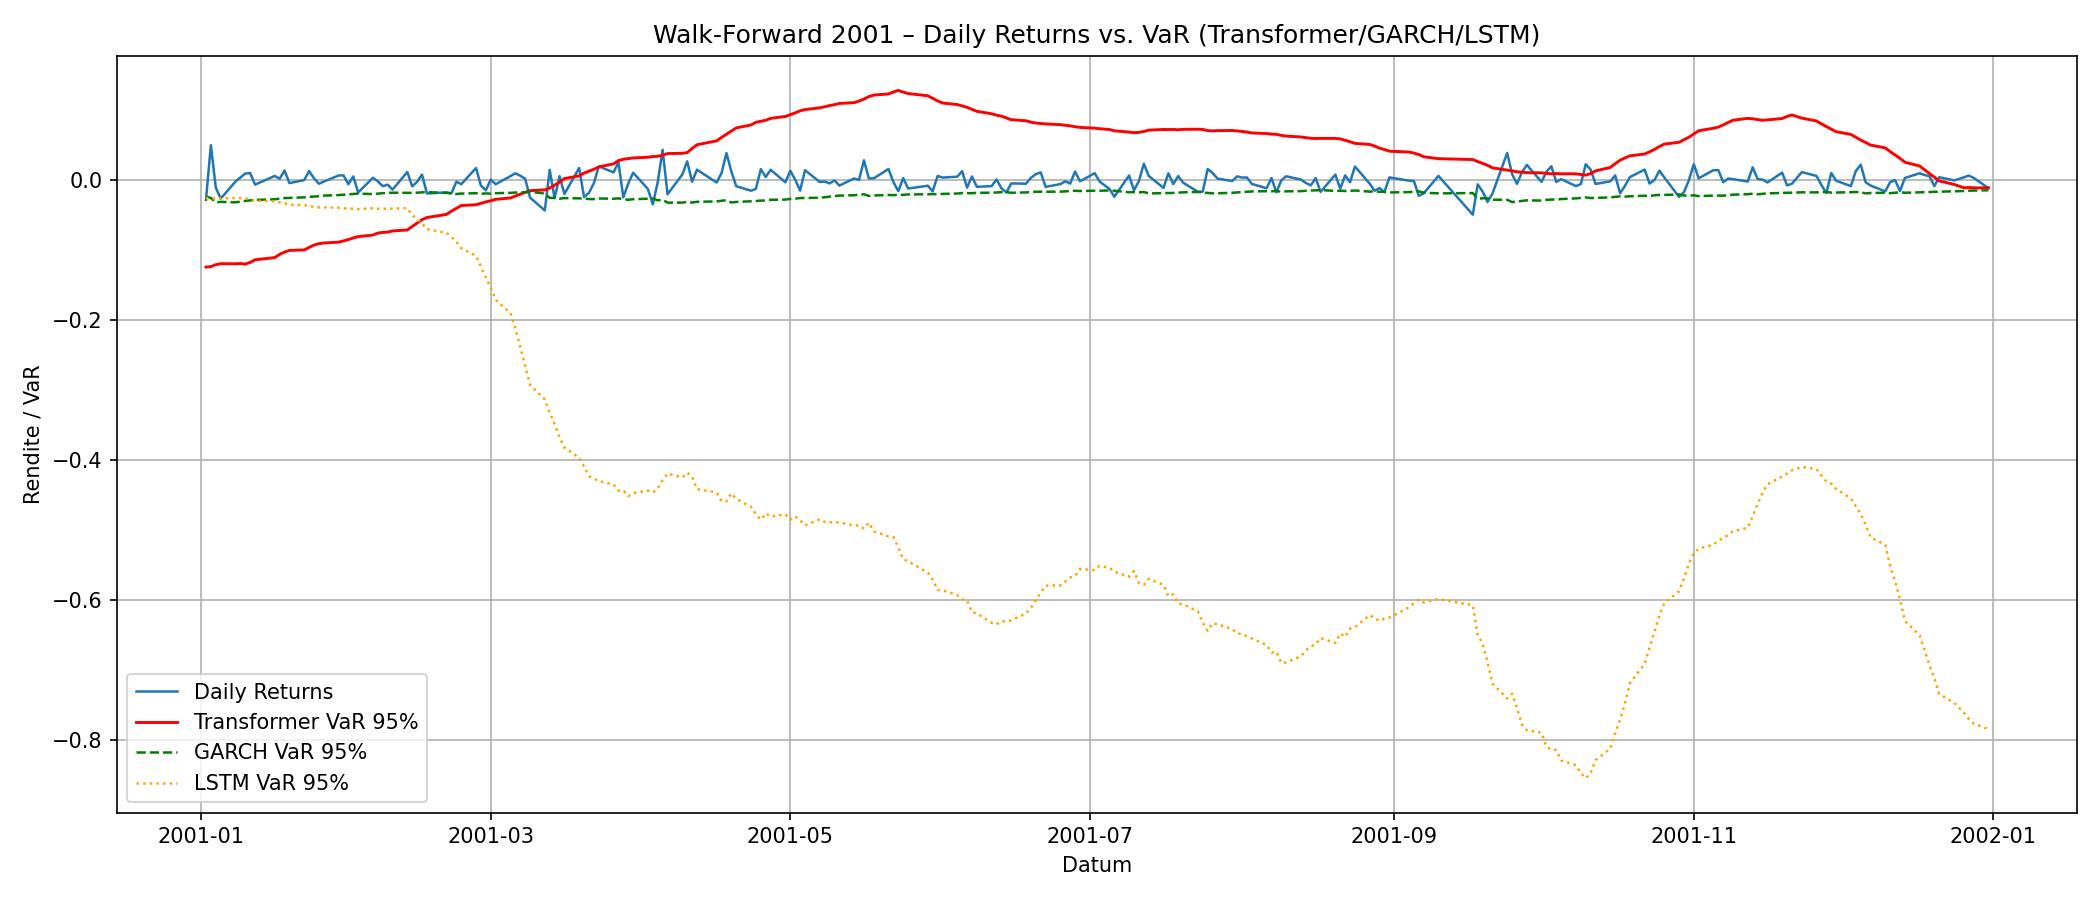 Walk-Forward 2001 – Daily Returns vs. VaR (Transformer/GARCH/LSTM)
Rendite / VaR
0.0
−0.2
−0.4
−0.6
−0.8
Daily Returns
Transformer VaR 95%
GARCH VaR 95%
LSTM VaR 95%
2001-01 2001-03 2001-05 2001-07 2001-09 2001-11 2002-01
Datum